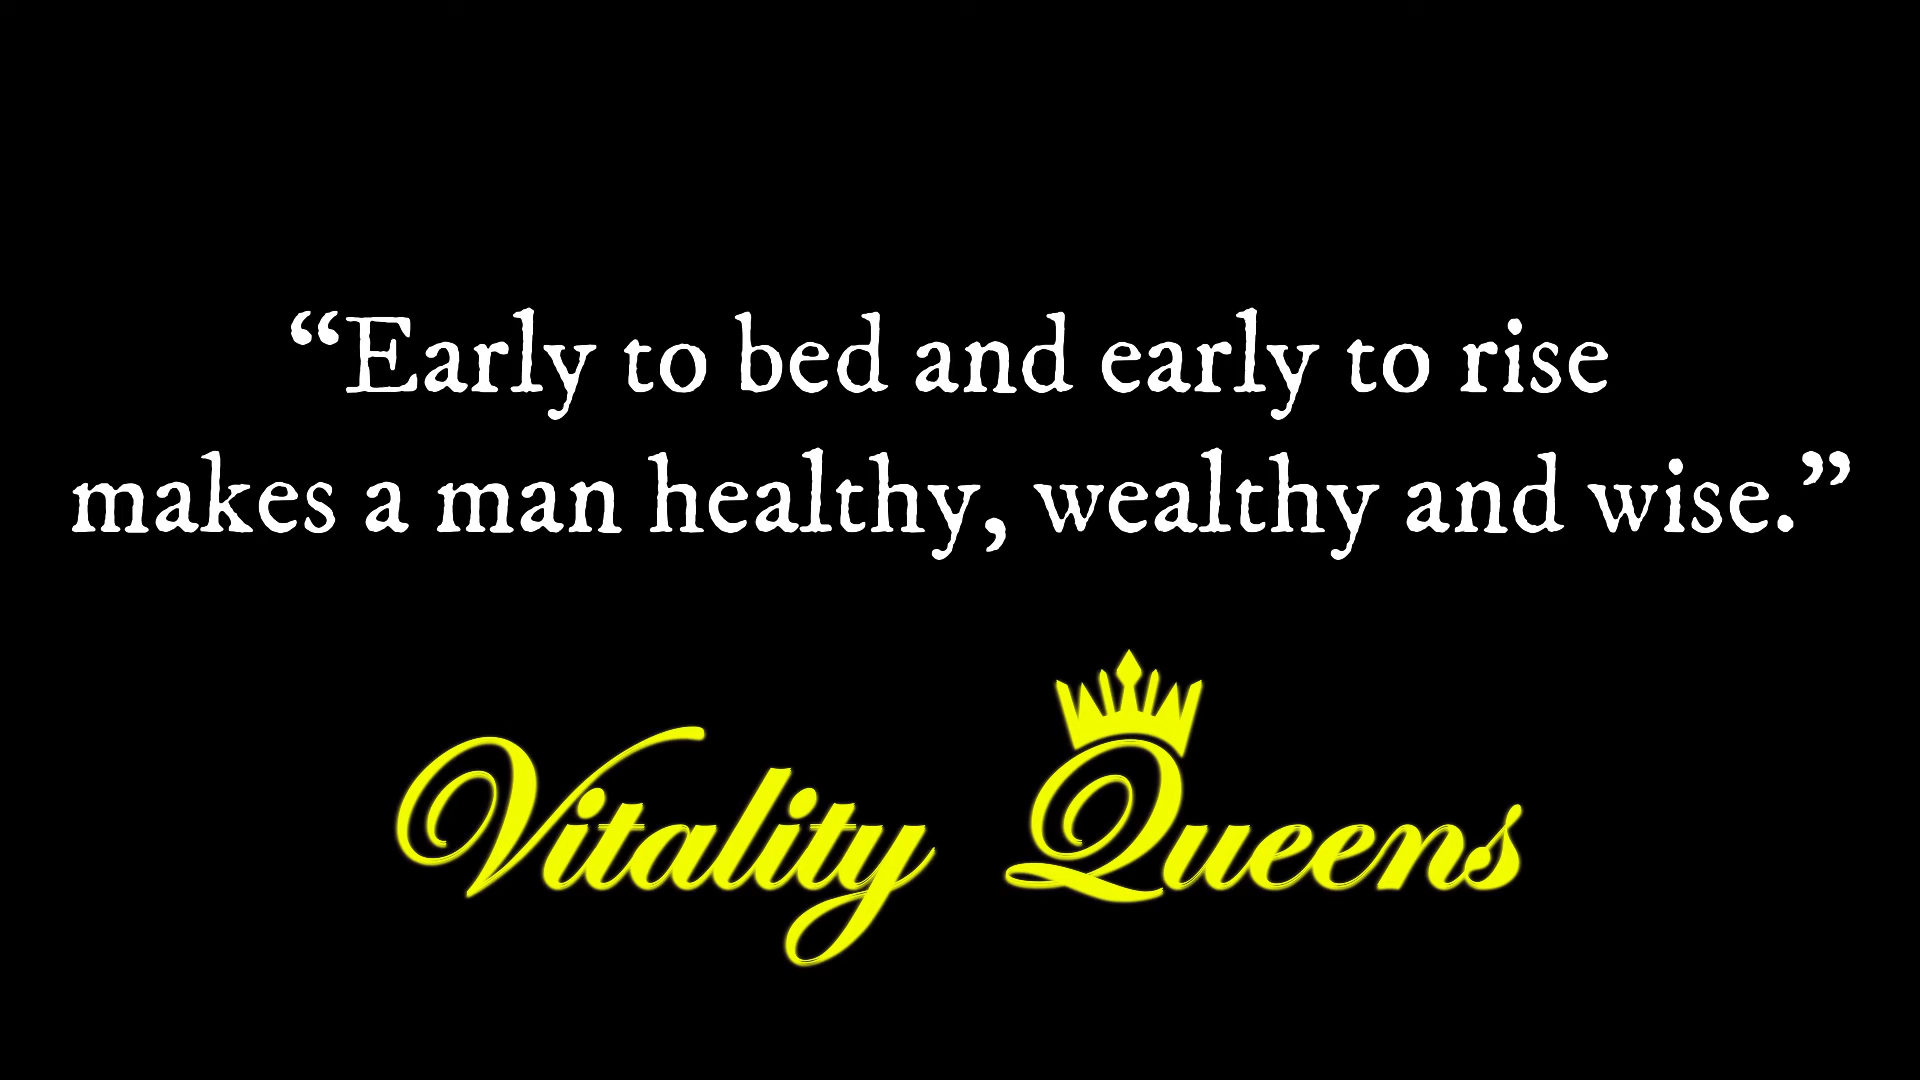 “Early to bed and early to rise
makes a man healthy, wealthy and wise.”
Vitality Queens